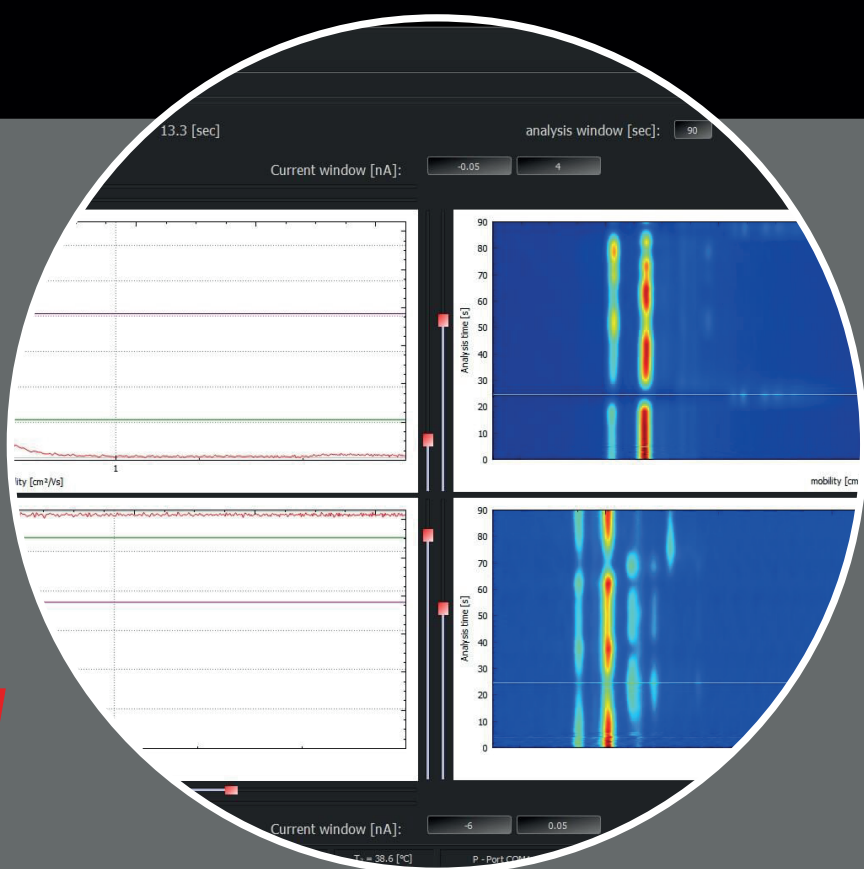 13.3 [sec]
analysis window [sec]: 90
Current window [nA]: -0.05 4
90
80
70
60
50
40
30
20
10
0
Analysis time [s]
1
ility [cm²/Vs]
mobility [cm
90
80
70
60
50
40
30
20
10
0
Analysis time [s]
Current window [nA]: -6 0.05
= 38.6 [ºC]
P - Port COM